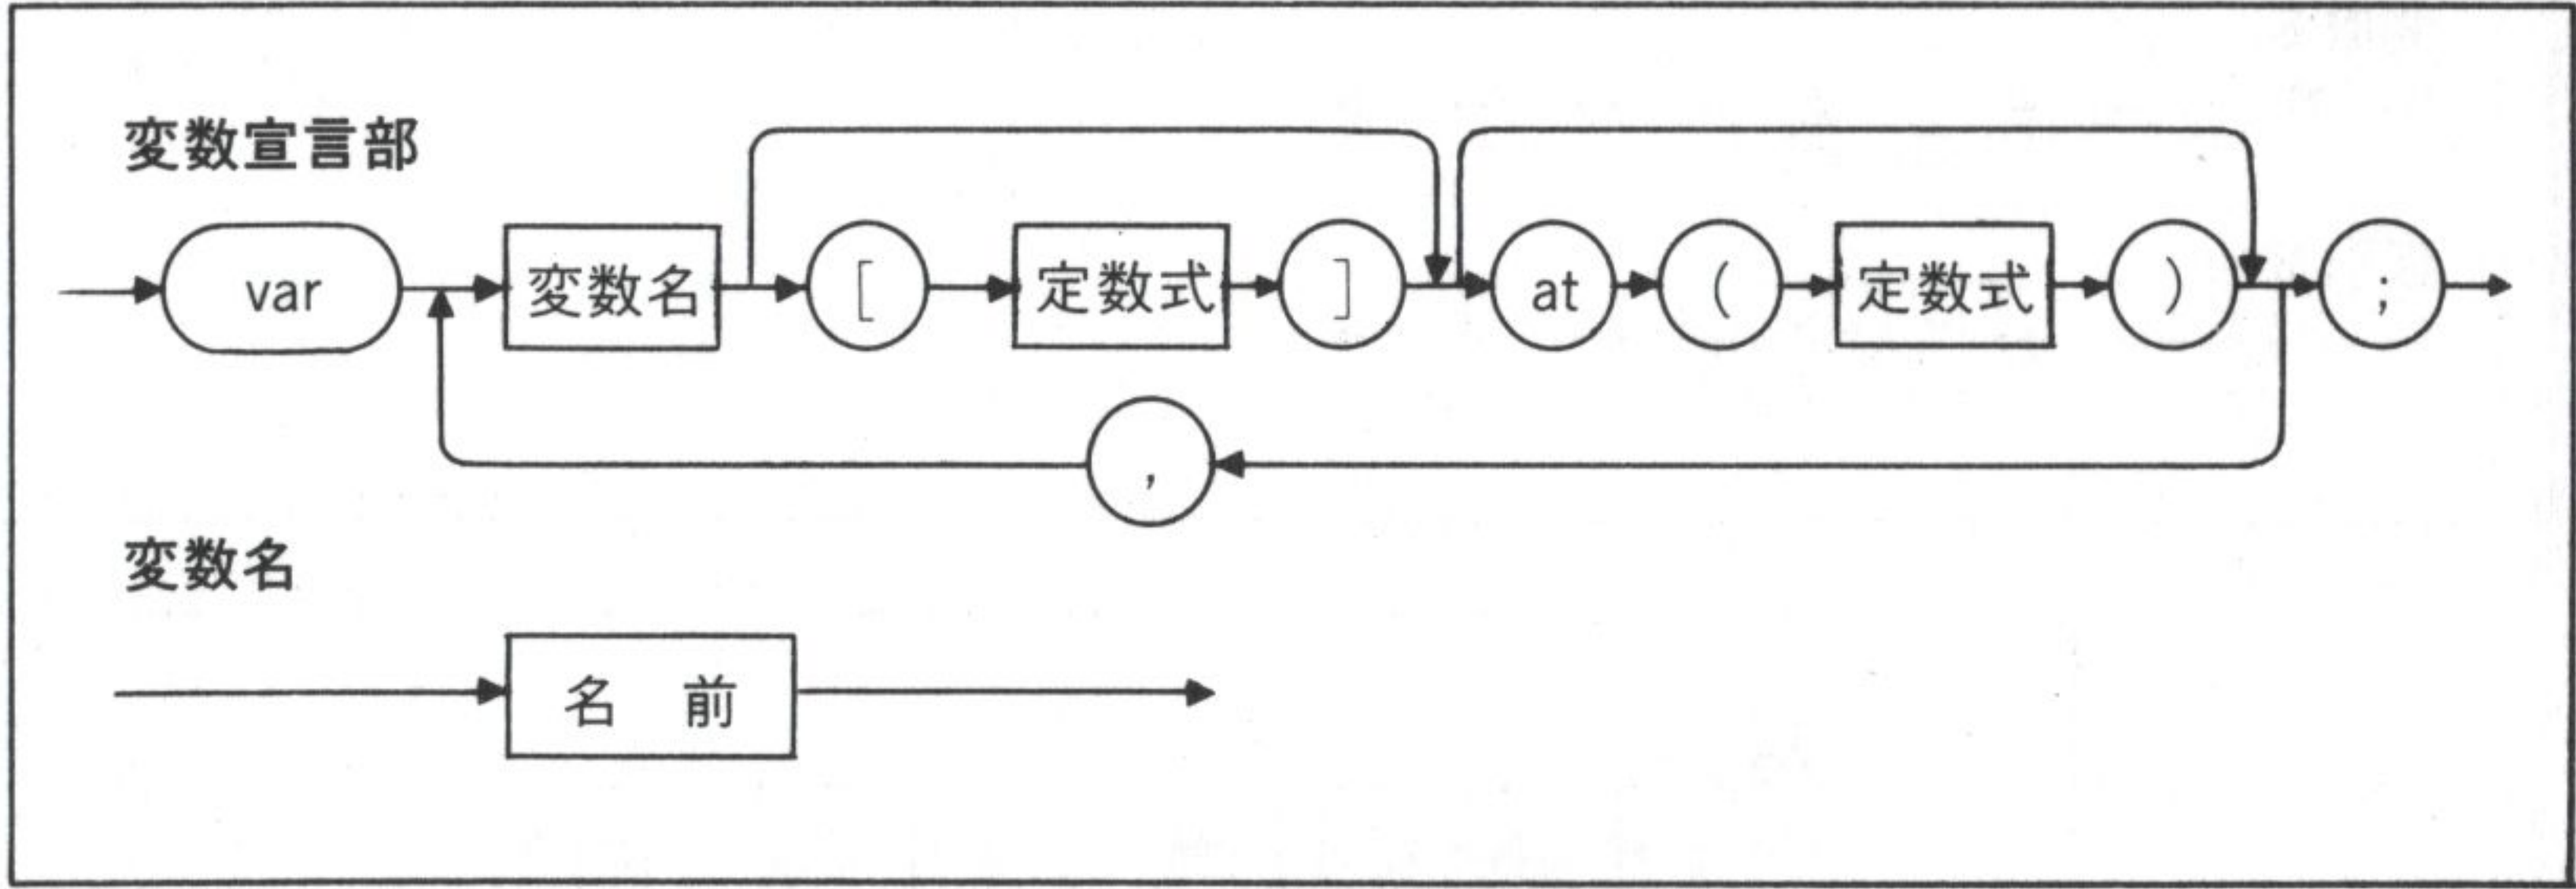 変数宣言部
var 変数名 [ 定数式 ] at ( 定数式 ) ;
,
変数名
名 前